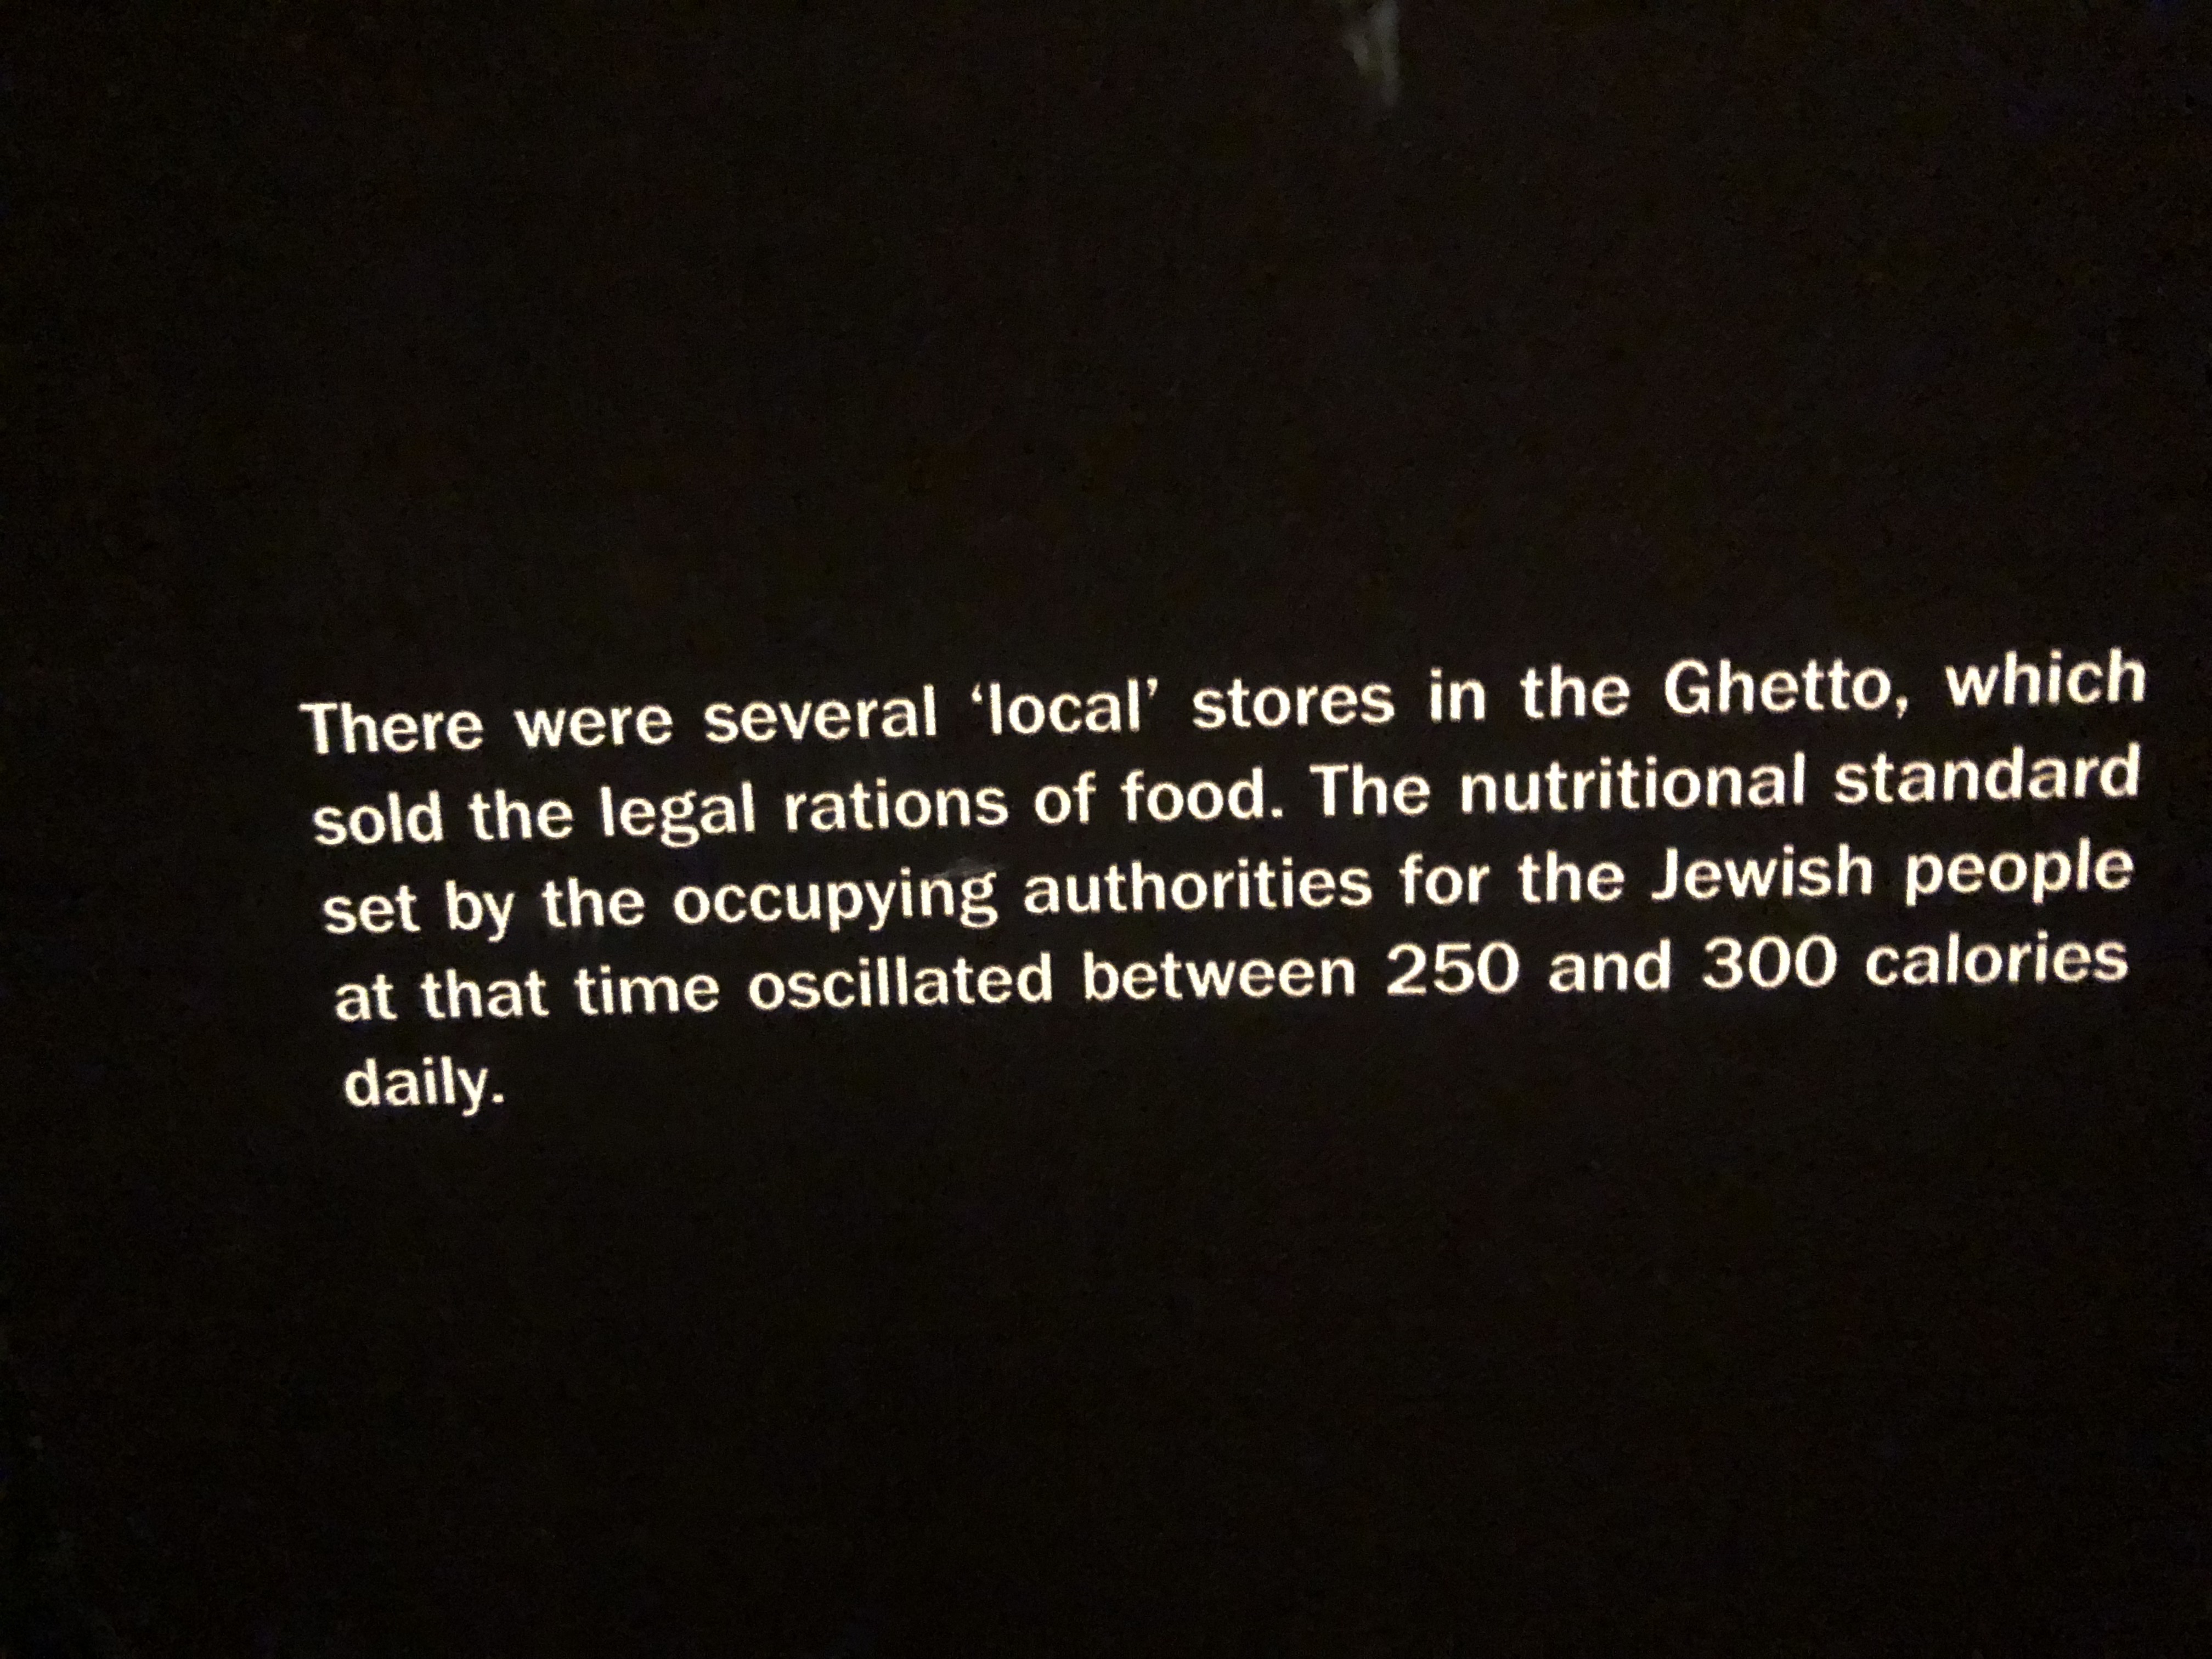 There were several ‘local’ stores in the Ghetto, which
sold the legal rations of food. The nutritional standard
set by the occupying authorities for the Jewish people
at that time oscillated between 250 and 300 calories
daily.